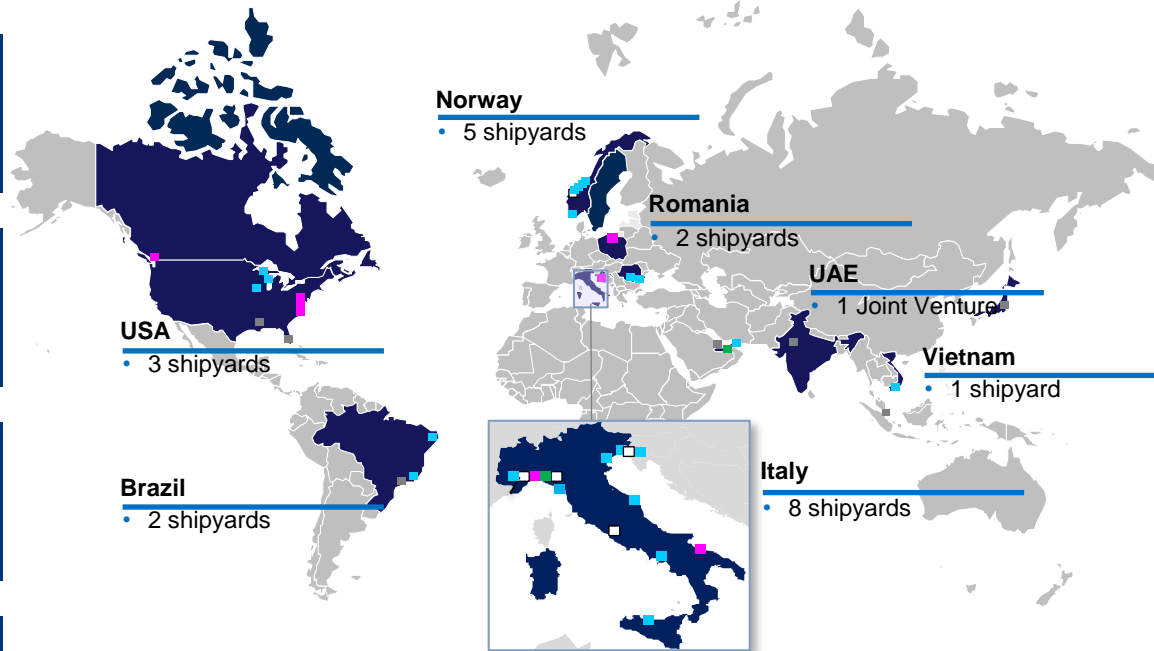 Norway
• 5 shipyards
Romania
• 2 shipyards
UAE
• 1 Joint Venture
USA
• 3 shipyards
Vietnam
• 1 shipyard
Brazil
• 2 shipyards
Italy
• 8 shipyards